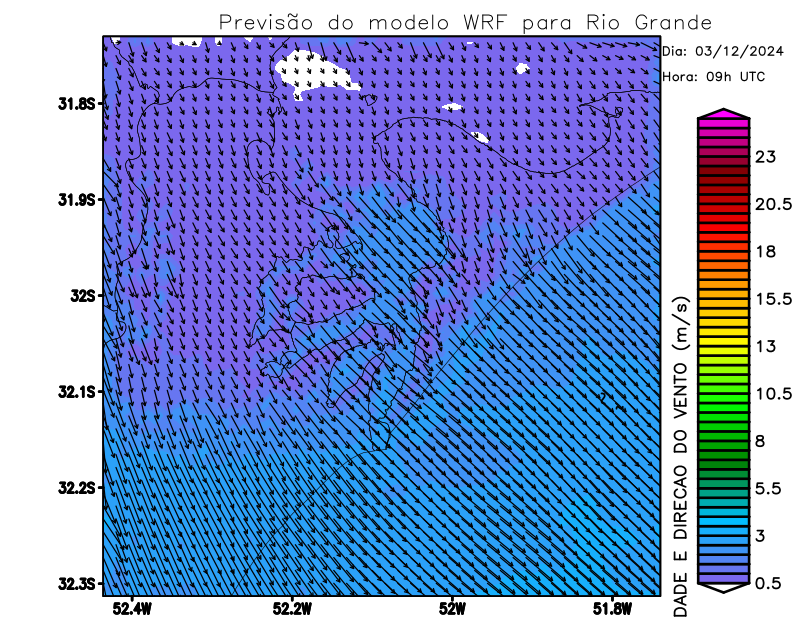 Previsão do modelo WRF para Rio Grande
Dia: 03/12/2024
Hora: 09h UTC
31.8S
31.9S
32S
32.1S
32.2S
32.3S
52.4W
52.2W
52W
51.8W
23
20.5
18
15.5
13
10.5
8
5.5
3
0.5
DADE E DIRECAO DO VENTO (m/s)